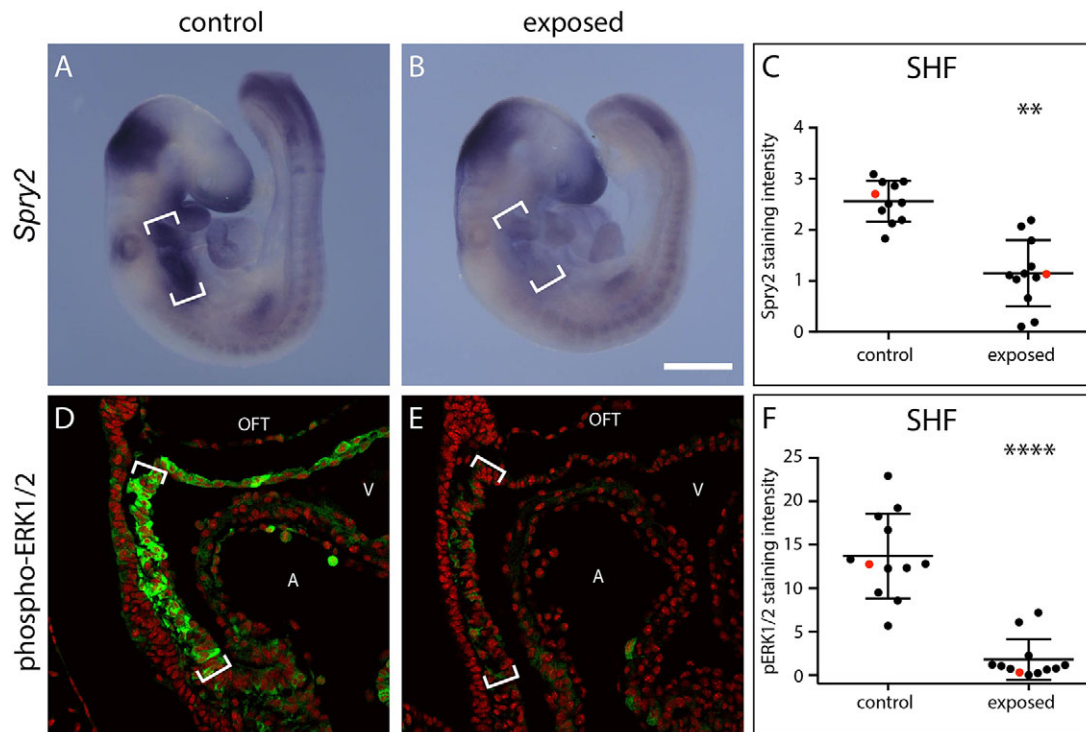 control
exposed
Spry2
A
B
C
SHF
**
Spry2 staining intensity
4
3
2
1
0
control
exposed
phospho-ERK1/2
D
OFT
V
A
E
OFT
V
A
F
SHF
****
pERK1/2 staining intensity
25
20
15
10
5
0
control
exposed